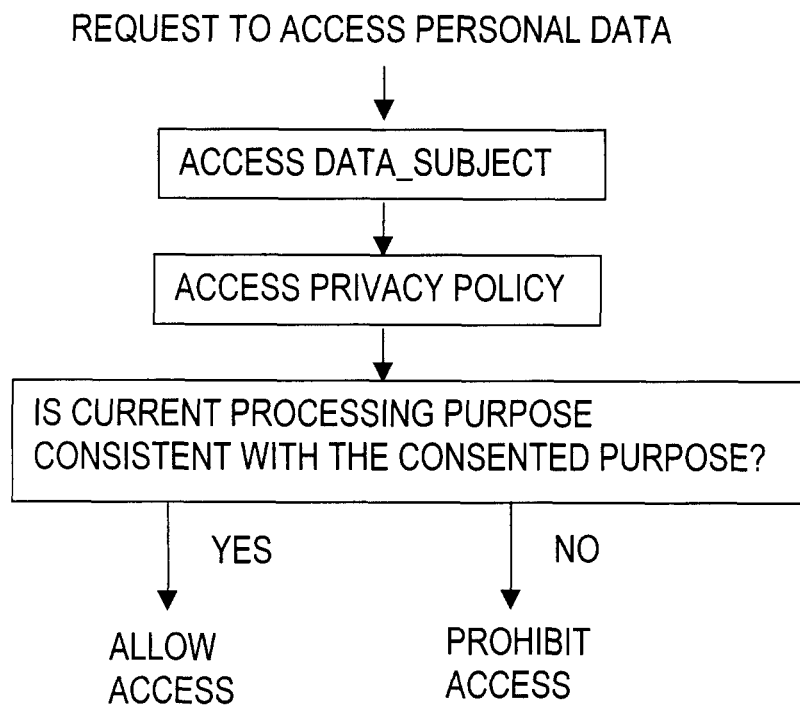 REQUEST TO ACCESS PERSONAL DATA
ACCESS DATA_SUBJECT
ACCESS PRIVACY POLICY
IS CURRENT PROCESSING PURPOSE
CONSISTENT WITH THE CONSENTED PURPOSE?
YES
NO
ALLOW
ACCESS
PROHIBIT
ACCESS